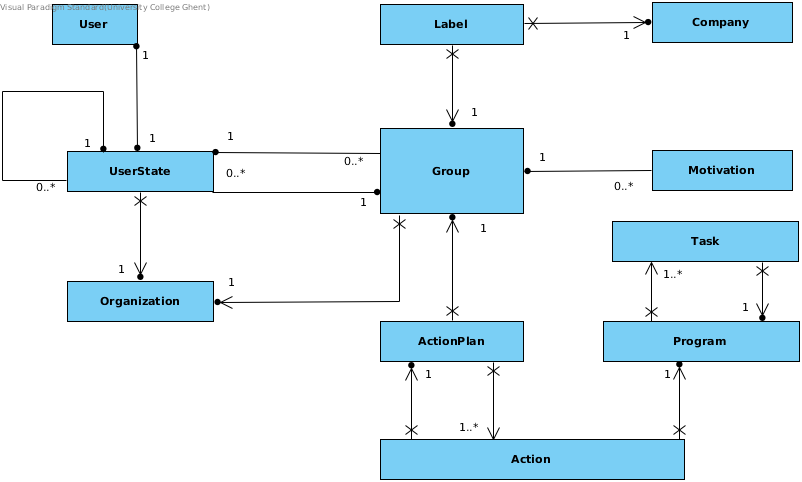 Visual Paradigm Standard(University College Ghent)
User
Label
Company
1
1
1
1
1
1
0..*
UserState
0..*
0..*
1
Group
1
0..*
Motivation
Task
1
1
Organization
1
1..*
1
ActionPlan
Program
1
1
1..*
Action